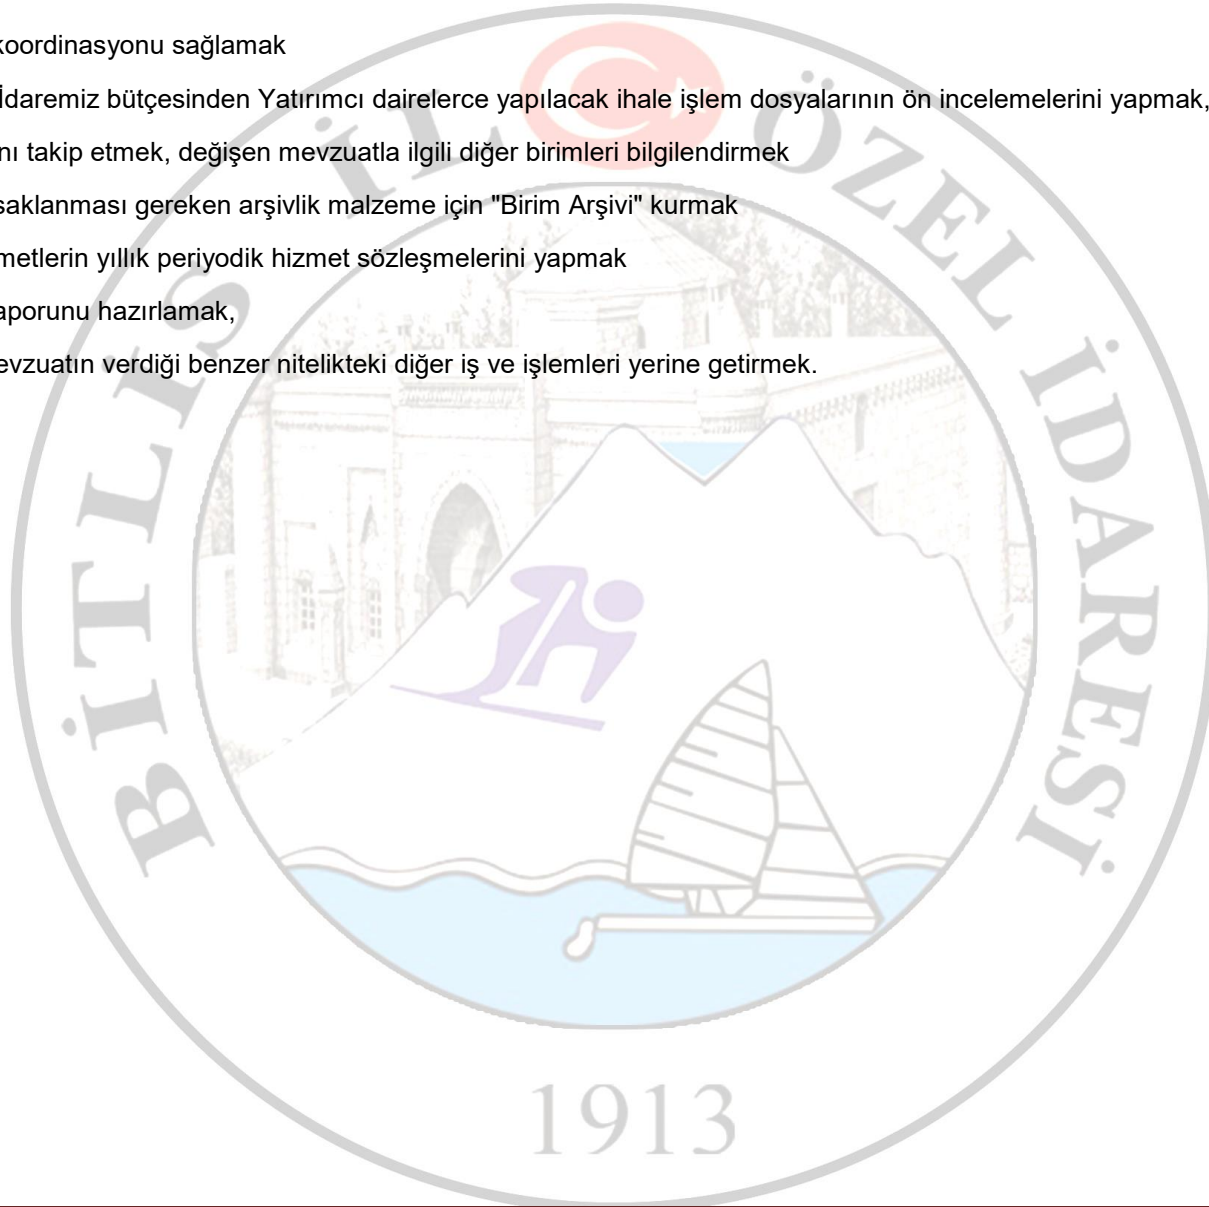 koordinasyonu sağlamak
İdaremiz bütçesinden Yatırımcı dairelerce yapılacak ihale işlem dosyalarının ön incelemelerini yapmak,
nı takip etmek, değişen mevzuatla ilgili diğer birimleri bilgilendirmek
saklanması gereken arşivlik malzeme için "Birim Arşivi" kurmak
metlerin yıllık periyodik hizmet sözleşmelerini yapmak
aporunu hazırlamak,
evzuatın verdiği benzer nitelikteki diğer iş ve işlemleri yerine getirmek.
BİTLİS İL ÖZEL İDARESİ
1913